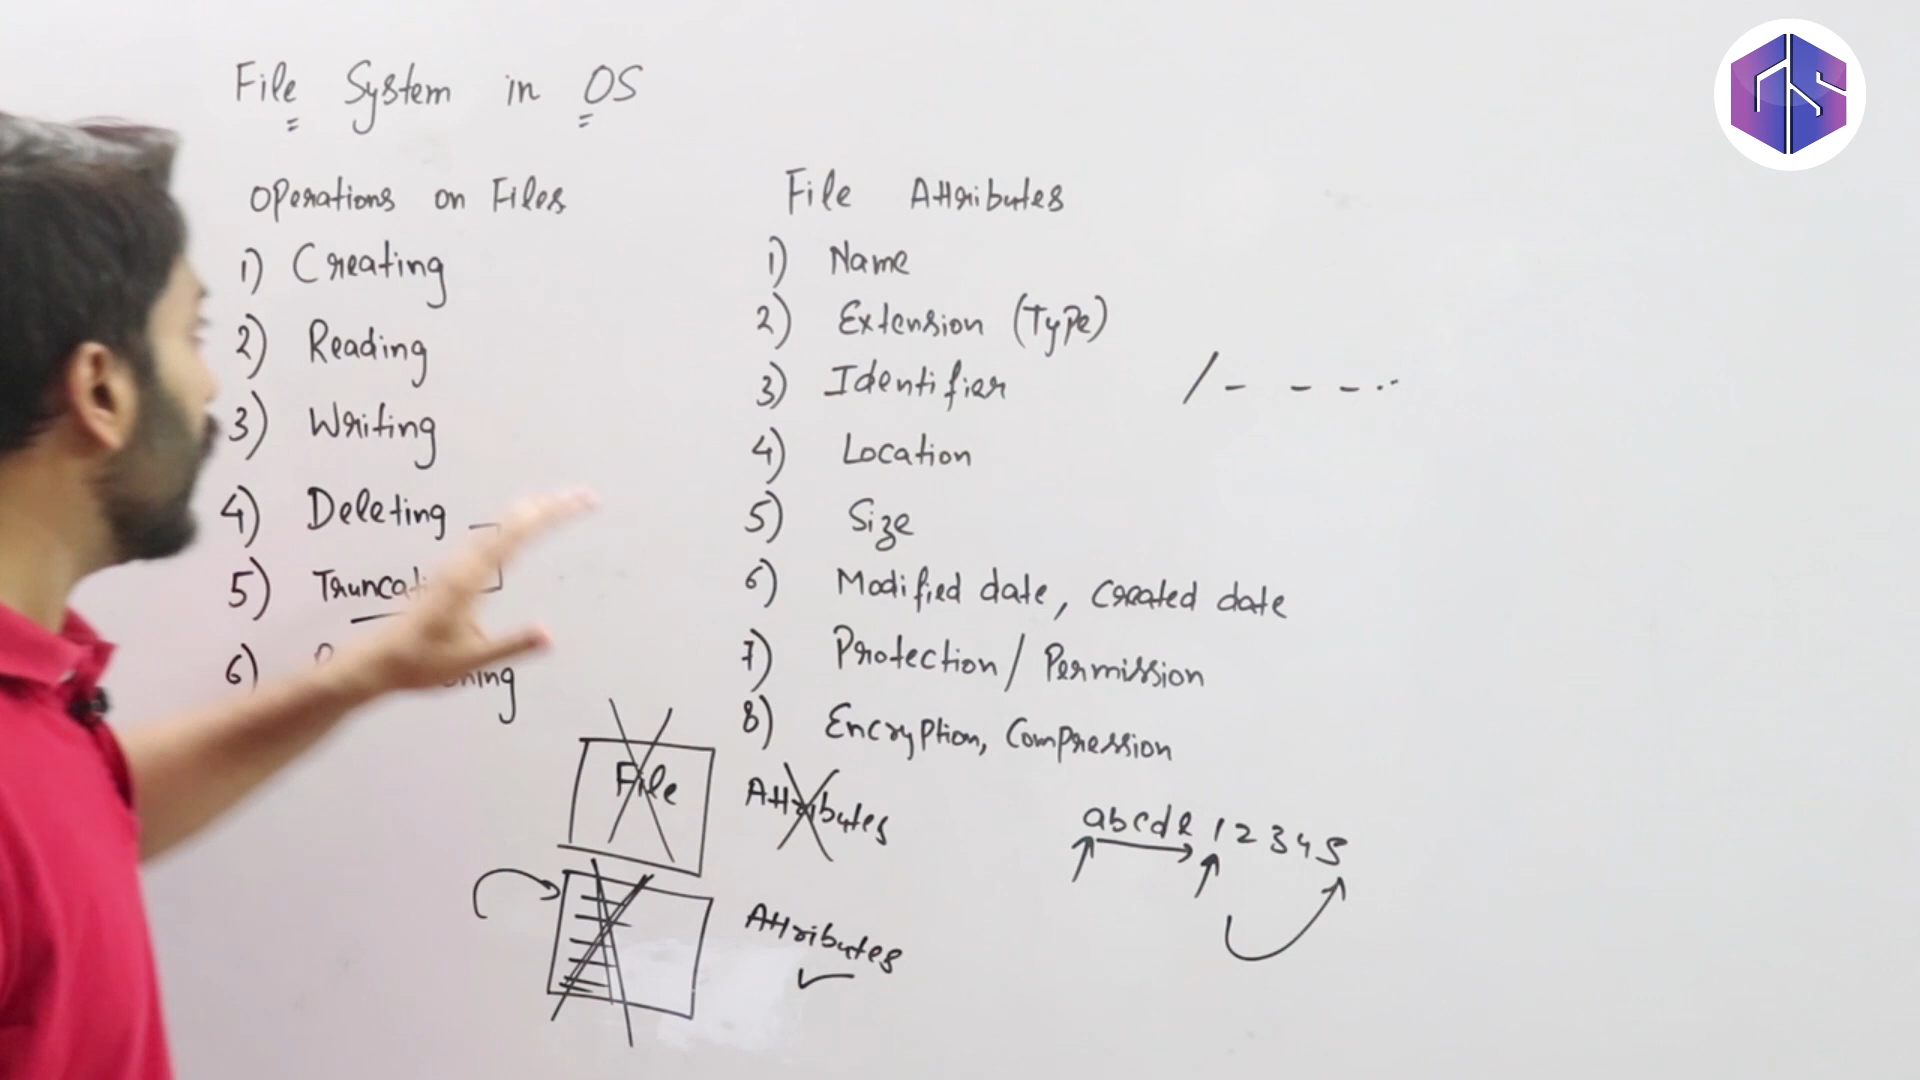 File System in OS
Operations on Files
1) Creating
2) Reading
3) Writing
4) Deleting
5)
6)
File Attributes
1) Name
2) Extension (Type)
3) Identifier
/- - - - --
4) Location
5) Size
6) Modified date, Created date
7) Protection/ Permission
8) Encryption, Compression
File
Attributes
abcde 12345
Attributes
GS